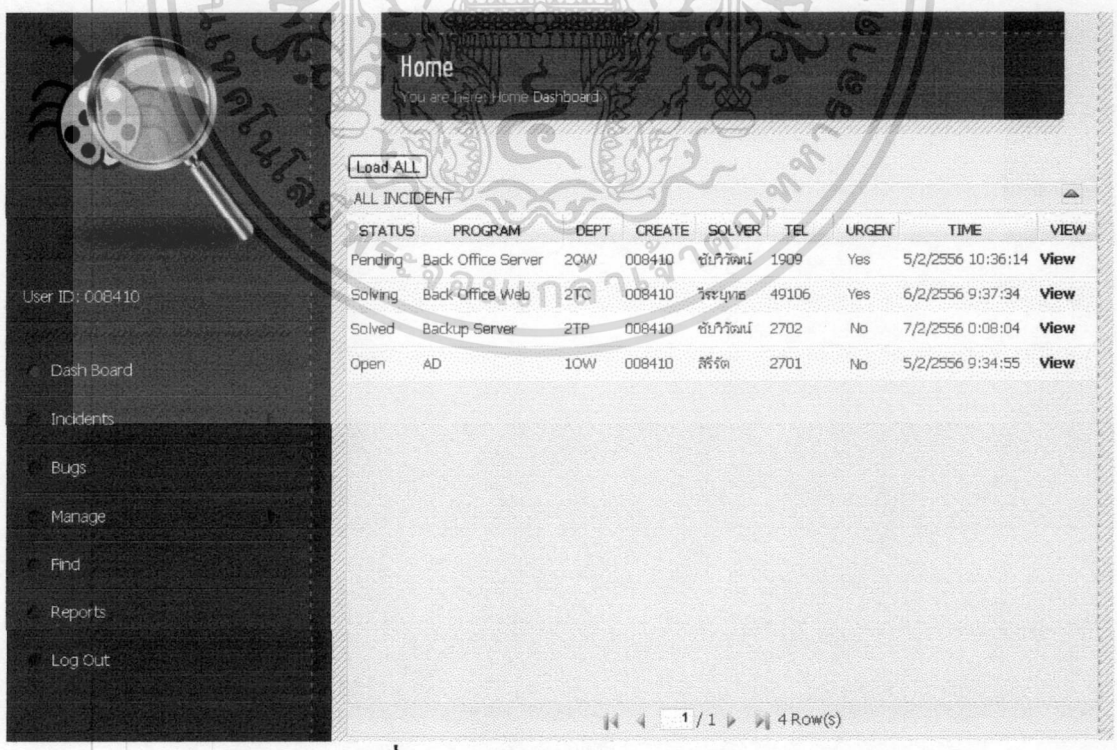 Home
You are here: Home Dashboard
Load ALL
ALL INCIDENT
STATUS PROGRAM DEPT CREATE SOLVER TEL URGENT TIME VIEW
Pending Back Office Server 2OW 008410 ชัยวิวัฒน์ 1909 Yes 5/2/2556 10:36:14 View
Solving Back Office Web 2TC 008410 วีระยุทธ 49106 Yes 6/2/2556 9:37:34 View
Solved Backup Server 2TP 008410 ชัยวิวัฒน์ 2702 No 7/2/2556 0:08:04 View
Open AD 1OW 008410 สิริรัต 2701 No 5/2/2556 9:34:55 View
User ID: 008410
Dash Board
Incidents
Bugs
Manage
Find
Reports
Log Out
1 / 1 4 Row(s)